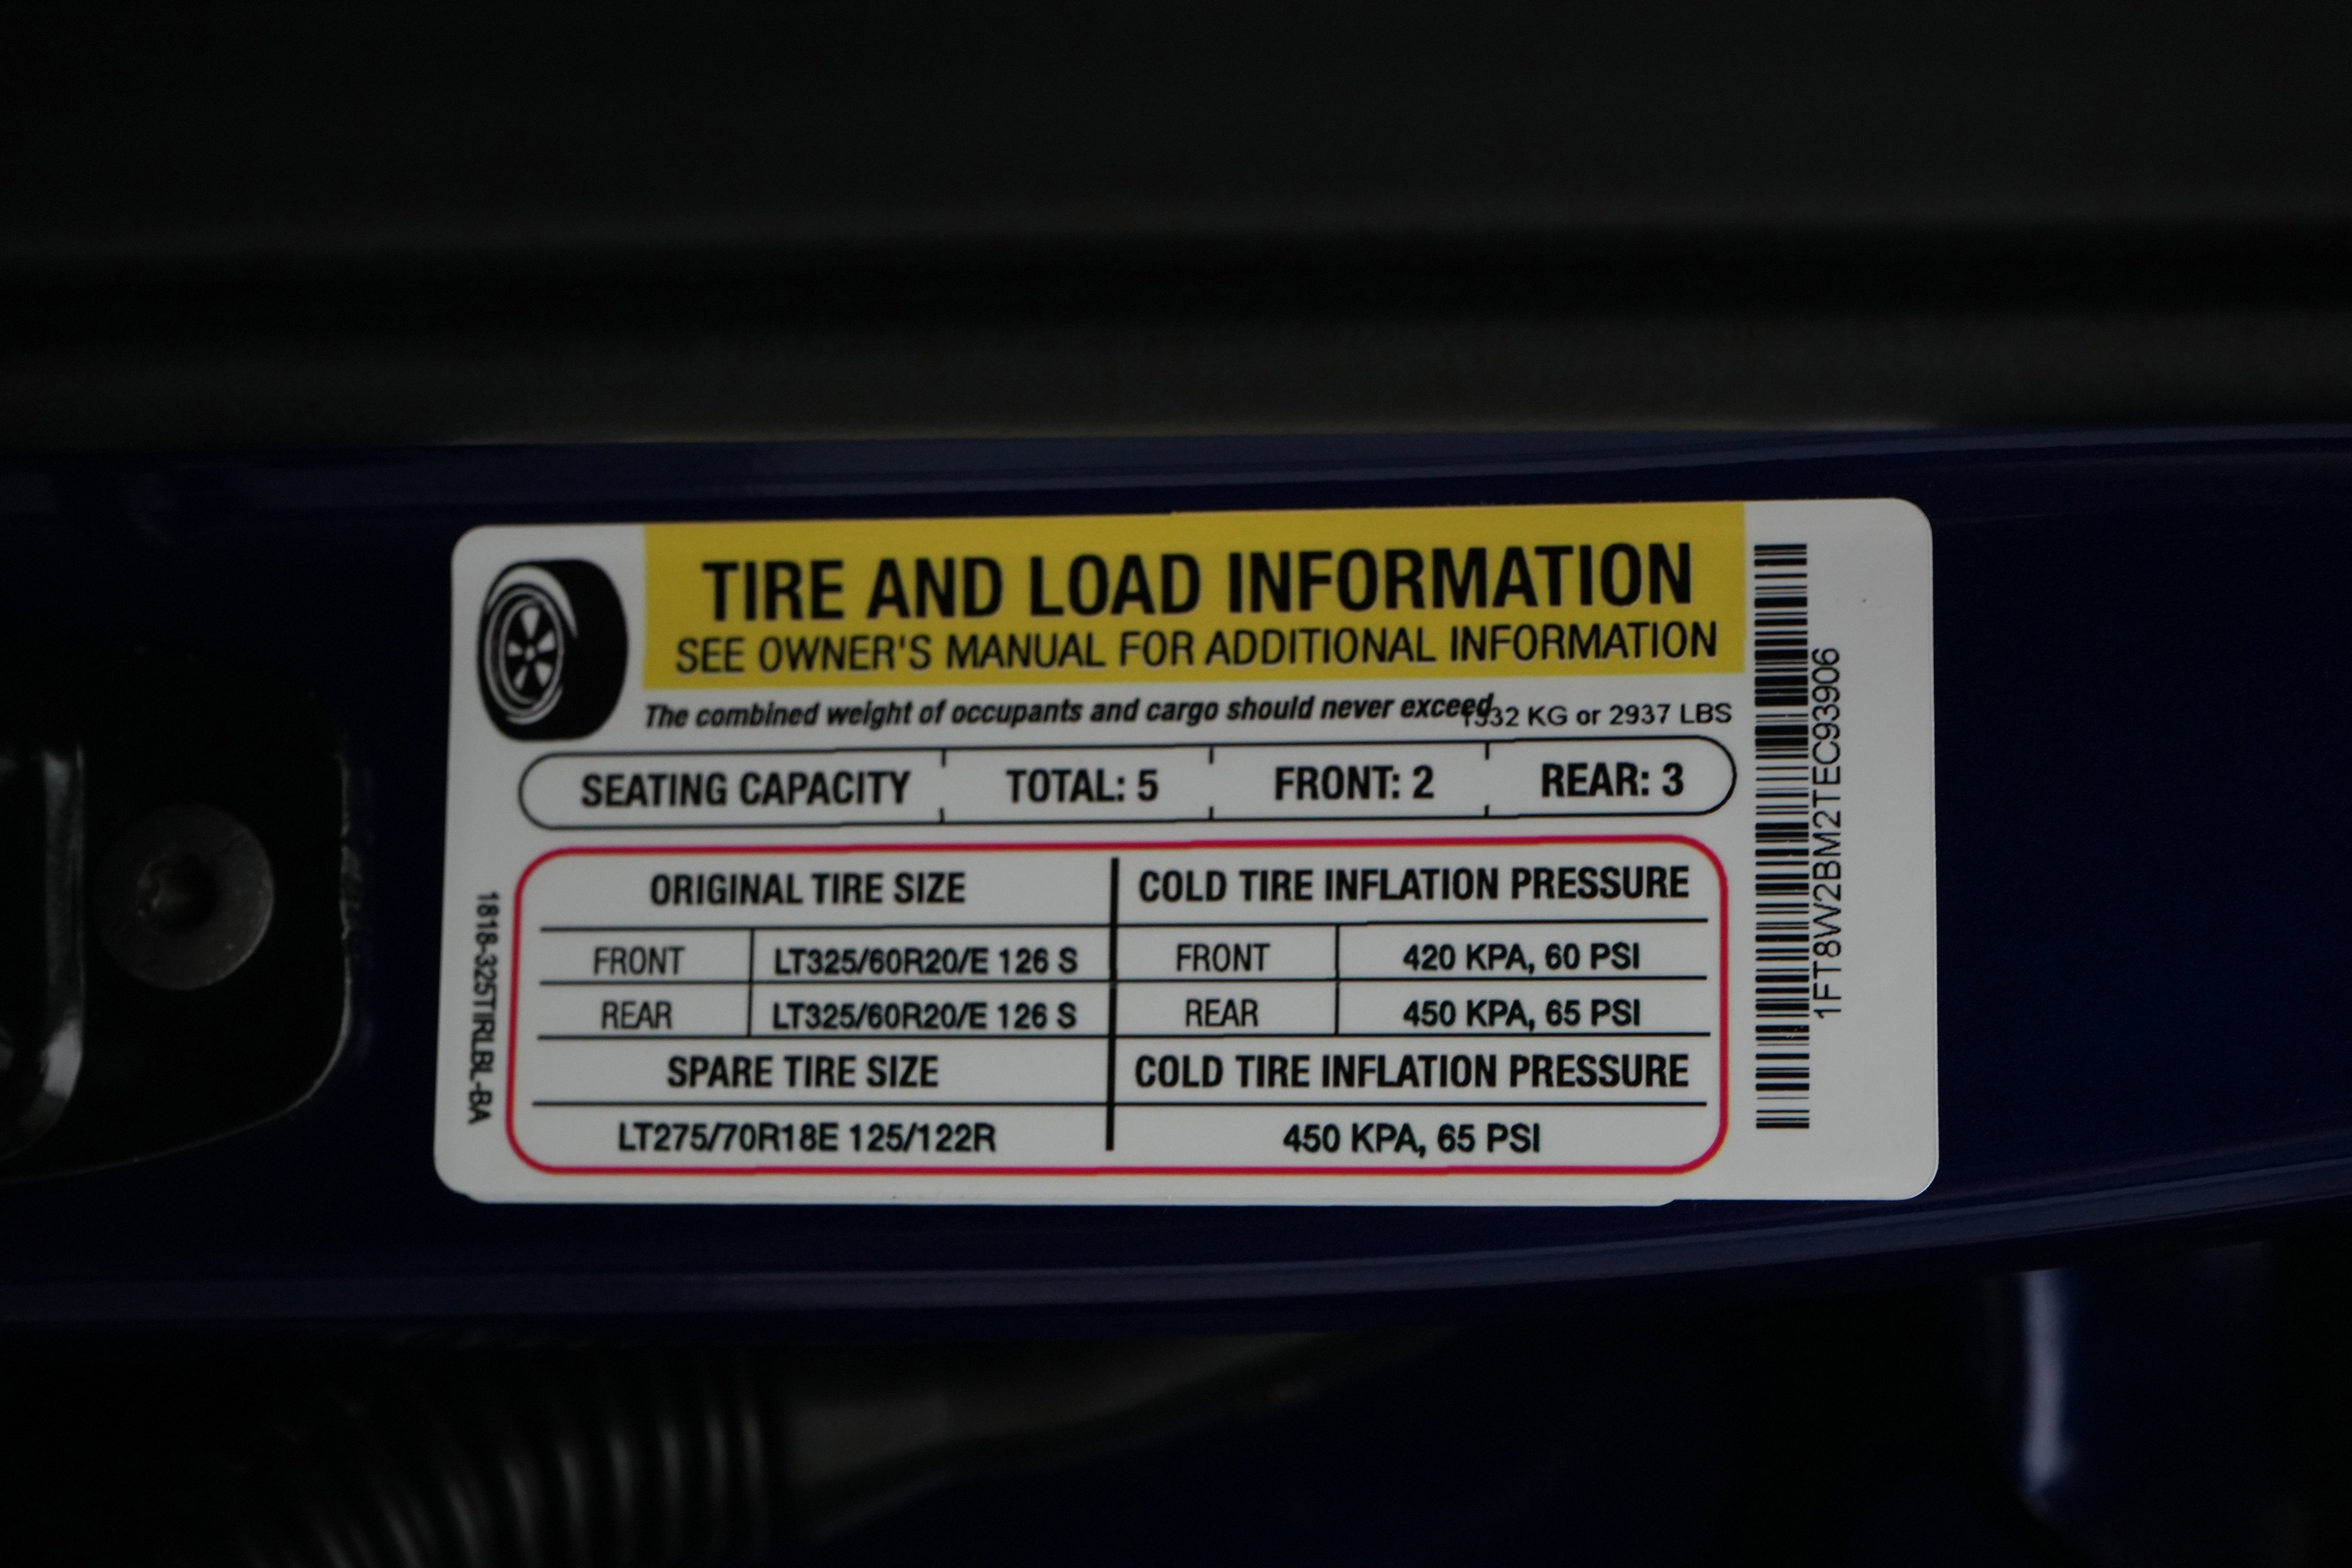 TIRE AND LOAD INFORMATION
SEE OWNER'S MANUAL FOR ADDITIONAL INFORMATION
The combined weight of occupants and cargo should never exceed 1332 KG or 2937 LBS
SEATING CAPACITY TOTAL: 5 FRONT: 2 REAR: 3
ORIGINAL TIRE SIZE COLD TIRE INFLATION PRESSURE
FRONT LT325/60R20/E 126 S FRONT 420 KPA, 60 PSI
REAR LT325/60R20/E 126 S REAR 450 KPA, 65 PSI
SPARE TIRE SIZE COLD TIRE INFLATION PRESSURE
LT275/70R18E 125/122R 450 KPA, 65 PSI
1818-325TIRLBL-BA
1FT8W2BM2TEC93906